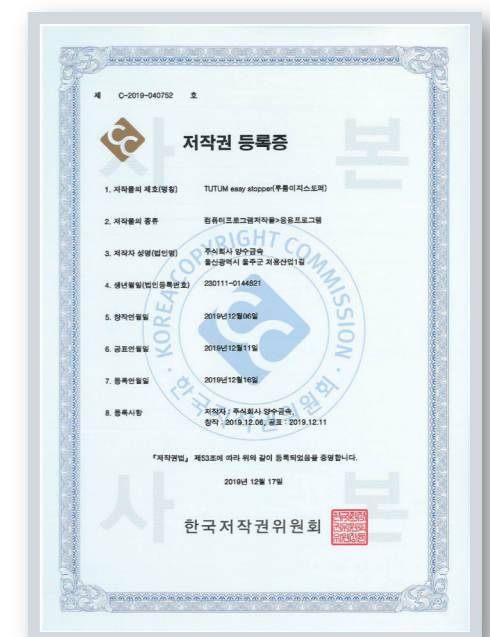 제 C-2019-040752 호
저작권 등록증
1. 저작물의 제호(명칭) TUTUM easy stopper(투툼이지스토퍼)
2. 저작물의 종류 컴퓨터프로그램저작물>응용프로그램
3. 저작자 성명(법인명) 주식회사 양수금속
울산광역시 울주군 처용산업1길
4. 생년월일(법인등록번호) 230111-0144821
5. 창작연월일 2019년12월06일
6. 공표연월일 2019년12월11일
7. 등록연월일 2019년12월16일
8. 등록사항 저작자 : 주식회사 양수금속,
창작 : 2019.12.06, 공표 : 2019.12.11
『저작권법』 제53조에 따라 위와 같이 등록되었음을 증명합니다.
2019년 12월 17일
한국저작권위원회
사 본
사 본
KOREA COPYRIGHT COMMISSION
한국저작권위원회